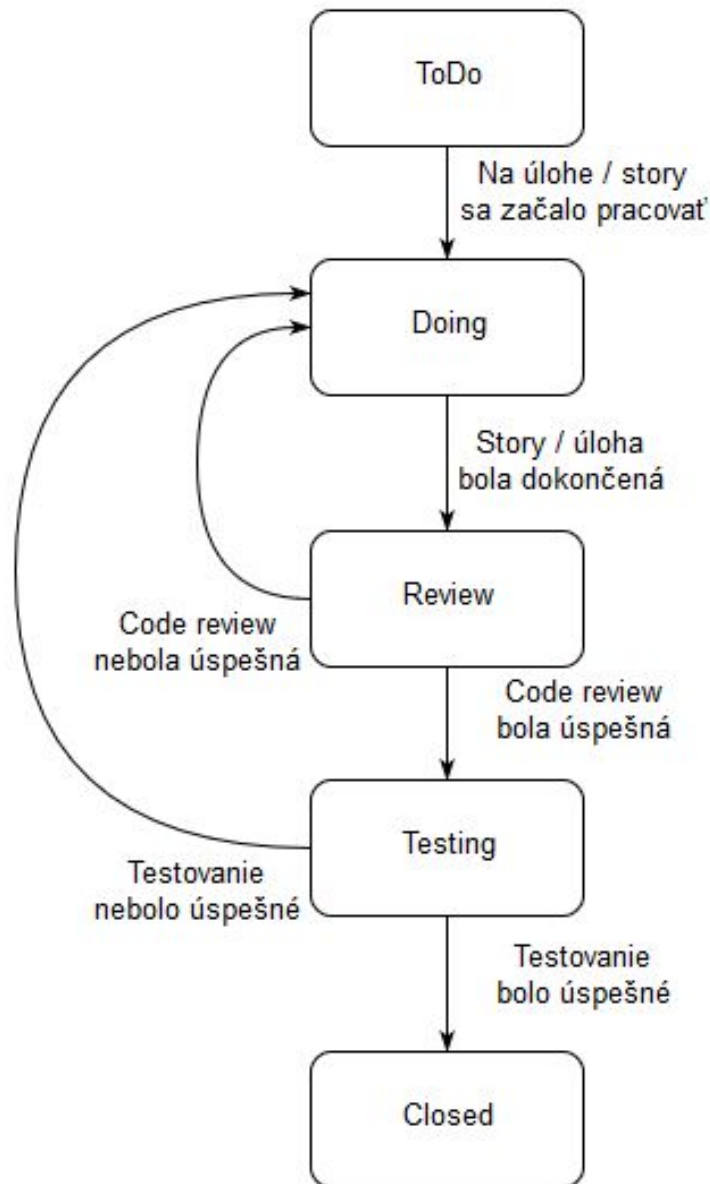 ToDo
Na úlohe / story
sa začalo pracovať
Doing
Story / úloha
bola dokončená
Review
Code review
nebola úspešná
Code review
bola úspešná
Testing
Testovanie
nebolo úspešné
Testovanie
bolo úspešné
Closed